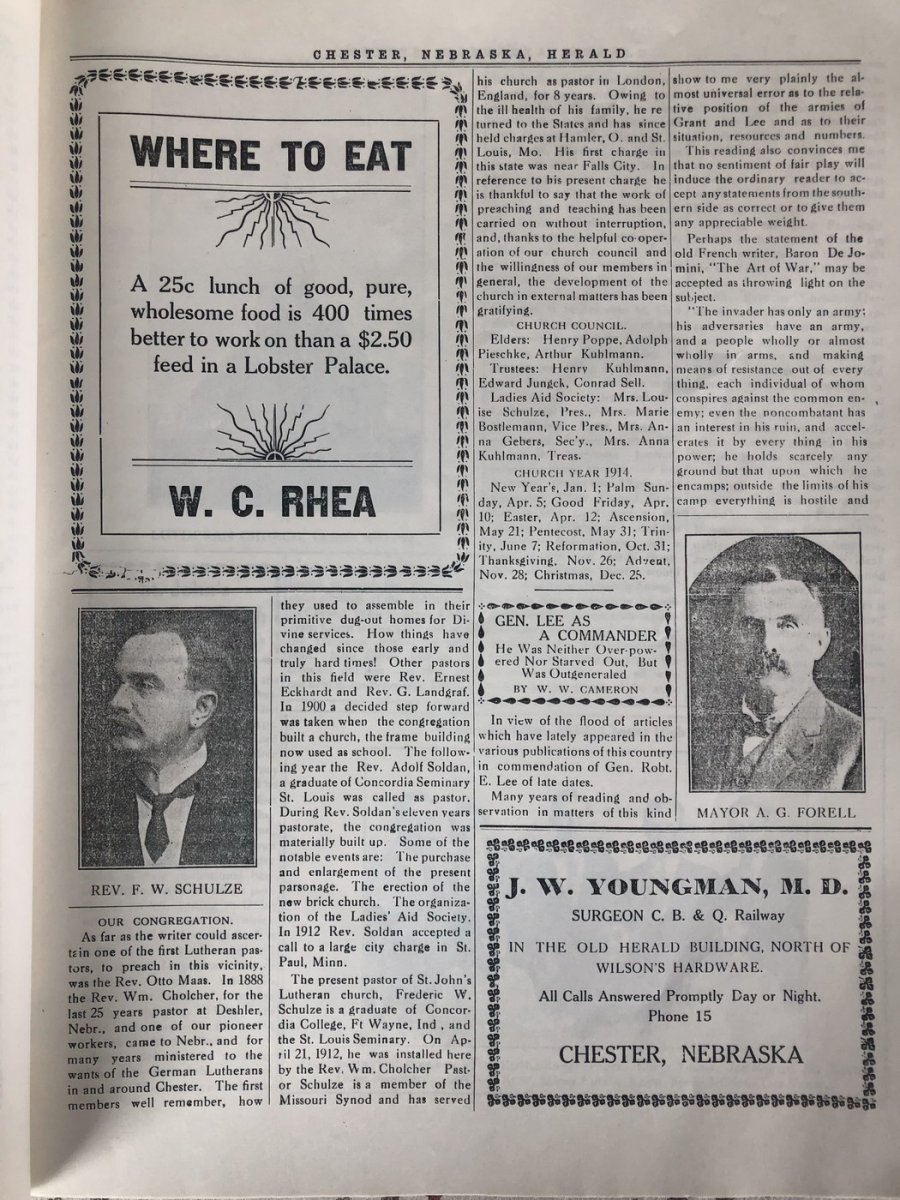 CHESTER, NEBRASKA, HERALD
WHERE TO EAT
A 25c lunch of good, pure,
wholesome food is 400 times
better to work on than a $2.50
feed in a Lobster Palace.
W. C. RHEA
REV. F. W. SCHULZE
OUR CONGREGATION.
As far as the writer could ascer-
tain one of the first Lutheran pas-
tors, to preach in this vicinity,
was the Rev. Otto Maas. In 1888
the Rev. Wm. Cholcher, for the
last 25 years pastor at Deshler,
Nebr., and one of our pioneer
workers, came to Nebr., and for
many years ministered to the
wants of the German Lutherans
in and around Chester. The first
members well remember, how
they used to assemble in their
primitive dug-out homes for Di-
vine services. How things have
changed since those early and
truly hard times! Other pastors
in this field were Rev. Ernest
Eckhardt and Rev. G. Landgraf.
In 1900 a decided step forward
was taken when the congregation
built a church, the frame building
now used as school. The follow-
ing year the Rev. Adolf Soldan,
a graduate of Concordia Seminary
St. Louis was called as pastor.
During Rev. Soldan's eleven years
pastorate, the congregation was
materially built up. Some of the
notable events are: The purchase
and enlargement of the present
parsonage. The erection of the
new brick church. The organiza-
tion of the Ladies' Aid Society.
In 1912 Rev. Soldan accepted a
call to a large city charge in St.
Paul, Minn.
The present pastor of St. John's
Lutheran church, Frederic W.
Schulze is a graduate of Concor-
dia College, Ft Wayne, Ind , and
the St. Louis Seminary. On Ap-
ril 21, 1912, he was installed here
by the Rev. Wm. Cholcher Past-
or Schulze is a member of the
Missouri Synod and has served
his church as pastor in London,
England, for 8 years. Owing to
the ill health of his family, he re
turned to the States and has since
held charges at Hamler, O. and St.
Louis, Mo. His first charge in
this state was near Falls City. In
reference to his present charge he
is thankful to say that the work of
preaching and teaching has been
carried on without interruption,
and, thanks to the helpful co-oper-
ation of our church council and
the willingness of our members in
general, the development of the
church in external matters has been
gratifying.
CHURCH COUNCIL.
Elders: Henry Poppe, Adolph
Pieschke, Arthur Kuhlmann.
Trustees: Henry Kuhlmann,
Edward Jungck, Conrad Sell.
Ladies Aid Society: Mrs. Lou-
ise Schulze, Pres., Mrs. Marie
Bostlemann, Vice Pres., Mrs. An-
na Gebers, Sec'y., Mrs. Anna
Kuhlmann, Treas.
CHURCH YEAR 1914.
New Year's, Jan. 1; Palm Sun-
day, Apr. 5; Good Friday, Apr.
10; Easter, Apr. 12; Ascension,
May 21; Pentecost, May 31; Trin-
ity, June 7; Reformation, Oct. 31;
Thanksgiving, Nov. 26; Advent,
Nov. 28; Christmas, Dec. 25.
GEN. LEE AS
A COMMANDER
He Was Neither Over-pow-
ered Nor Starved Out, But
Was Outgeneraled
BY W. W. CAMERON
In view of the flood of articles
which have lately appeared in the
various publications of this country
in commendation of Gen. Robt.
E. Lee of late dates.
Many years of reading and ob-
servation in matters of this kind
show to me very plainly the al-
most universal error as to the rela-
tive position of the armies of
Grant and Lee and as to their
situation, resources and numbers.
This reading also convinces me
that no sentiment of fair play will
induce the ordinary reader to ac-
cept any statements from the south-
ern side as correct or to give them
any appreciable weight.
Perhaps the statement of the
old French writer, Baron De Jo-
mini, "The Art of War," may be
accepted as throwing light on the
subject.
"The invader has only an army;
his adversaries have an army,
and a people wholly or almost
wholly in arms, and making
means of resistance out of every
thing, each individual of whom
conspires against the common en-
emy; even the noncombatant has
an interest in his ruin, and accel-
erates it by every thing in his
power; he holds scarcely any
ground but that upon which he
encamps; outside the limits of his
camp everything is hostile and
MAYOR A. G. FORELL
J. W. YOUNGMAN, M. D.
SURGEON C. B. & Q. Railway
IN THE OLD HERALD BUILDING, NORTH OF
WILSON'S HARDWARE.
All Calls Answered Promptly Day or Night.
Phone 15
CHESTER, NEBRASKA